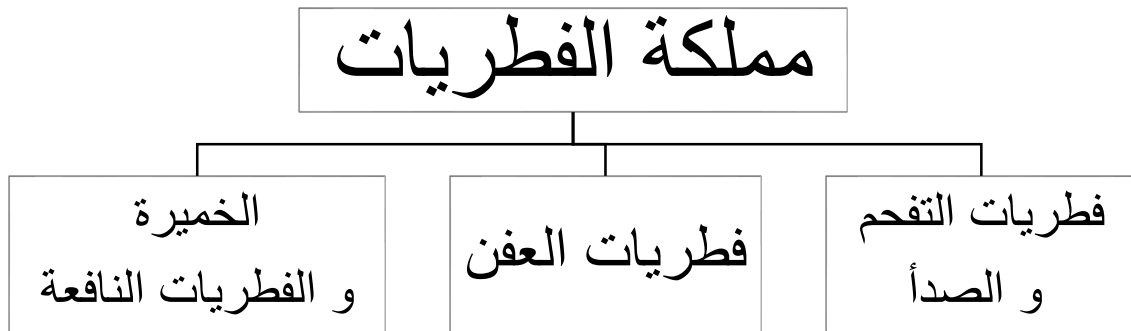 مملكة الفطريات
فطريات التفحم
و الصدأ
فطريات العفن
الخميرة
و الفطريات النافعة